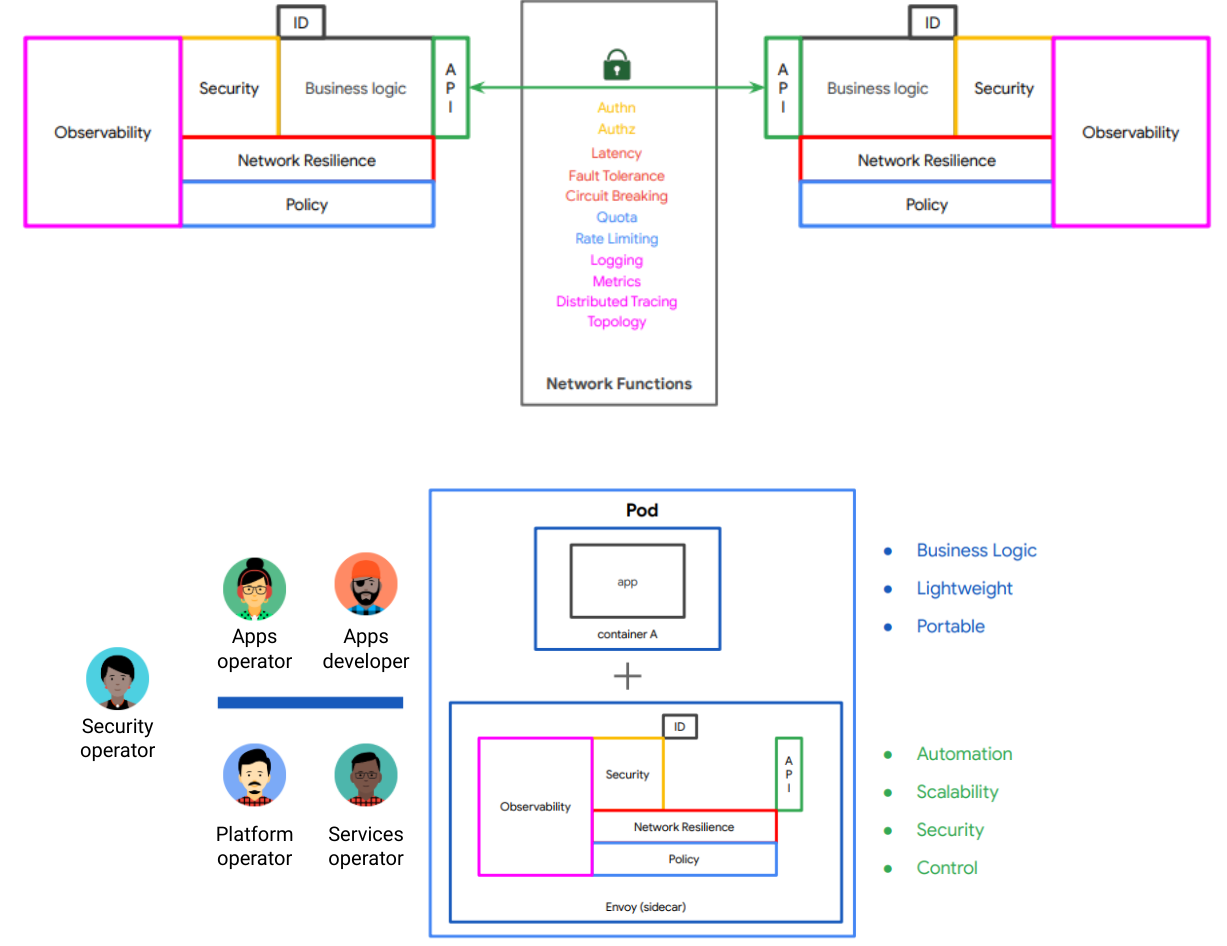 ID
Observability
Security
Business logic
A
P
I
Network Resilience
Policy
Authn
Authz
Latency
Fault Tolerance
Circuit Breaking
Quota
Rate Limiting
Logging
Metrics
Distributed Tracing
Topology
Network Functions
ID
A
P
I
Business logic
Security
Observability
Network Resilience
Policy
Security
operator
Apps
operator
Apps
developer
Platform
operator
Services
operator
Pod
app
container A
+
ID
Observability
Security
A
P
I
Network Resilience
Policy
Envoy (sidecar)
● Business Logic
● Lightweight
● Portable
● Automation
● Scalability
● Security
● Control